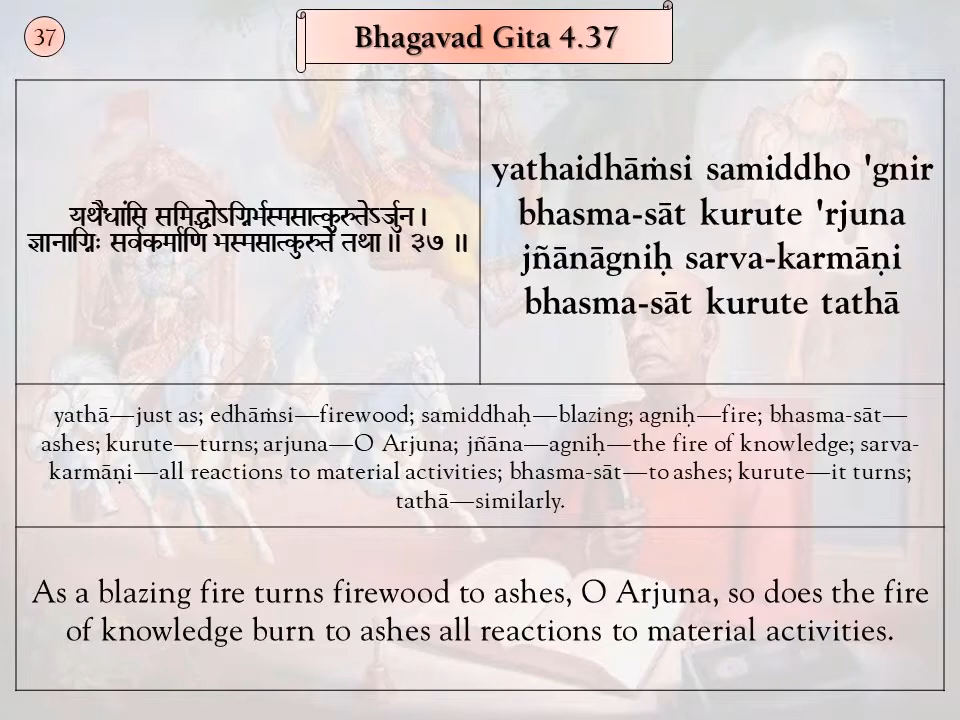 37
Bhagavad Gita 4.37
यथैधांसि समिद्धोऽग्निर्भस्मसात्कुरुतेऽर्जुन ।
ज्ञानाग्निः सर्वकर्माणि भस्मसात्कुरुते तथा ॥ ३७ ॥
yathaidhāṁsi samiddho 'gnir
bhasma-sāt kurute 'rjuna
jñānāgniḥ sarva-karmāṇi
bhasma-sāt kurute tathā
yathā—just as; edhāṁsi—firewood; samiddhaḥ—blazing; agniḥ—fire; bhasma-sāt—
ashes; kurute—turns; arjuna—O Arjuna; jñāna—agniḥ—the fire of knowledge; sarva-
karmāṇi—all reactions to material activities; bhasma-sāt—to ashes; kurute—it turns;
tathā—similarly.
As a blazing fire turns firewood to ashes, O Arjuna, so does the fire
of knowledge burn to ashes all reactions to material activities.